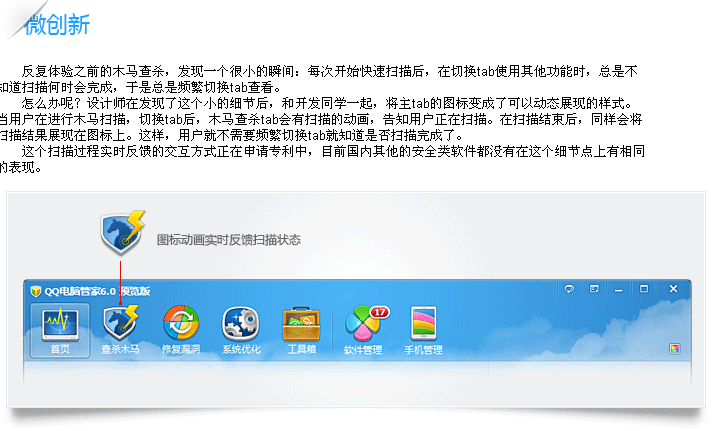 微创新
反复体验之前的木马查杀，发现一个很小的瞬间：每次开始快速扫描后，在切换tab使用其他功能时，总是不
知道扫描何时会完成，于是总是频繁切换tab查看。
怎么办呢？设计师在发现了这个小的细节后，和开发同学一起，将主tab的图标变成了可以动态展现的样式。
当用户在进行木马扫描，切换tab后，木马查杀tab会有扫描的动画，告知用户正在扫描。在扫描结束后，同样会将
扫描结果展现在图标上。这样，用户就不需要频繁切换tab就知道是否扫描完成了。
这个扫描过程实时反馈的交互方式正在申请专利中，目前国内其他的安全类软件都没有在这个细节点上有相同
的表现。
图标动画实时反馈扫描状态
QQ电脑管家6.0 预览版
17
首页 查杀木马 修复漏洞 系统优化 工具箱 软件管理 手机管理